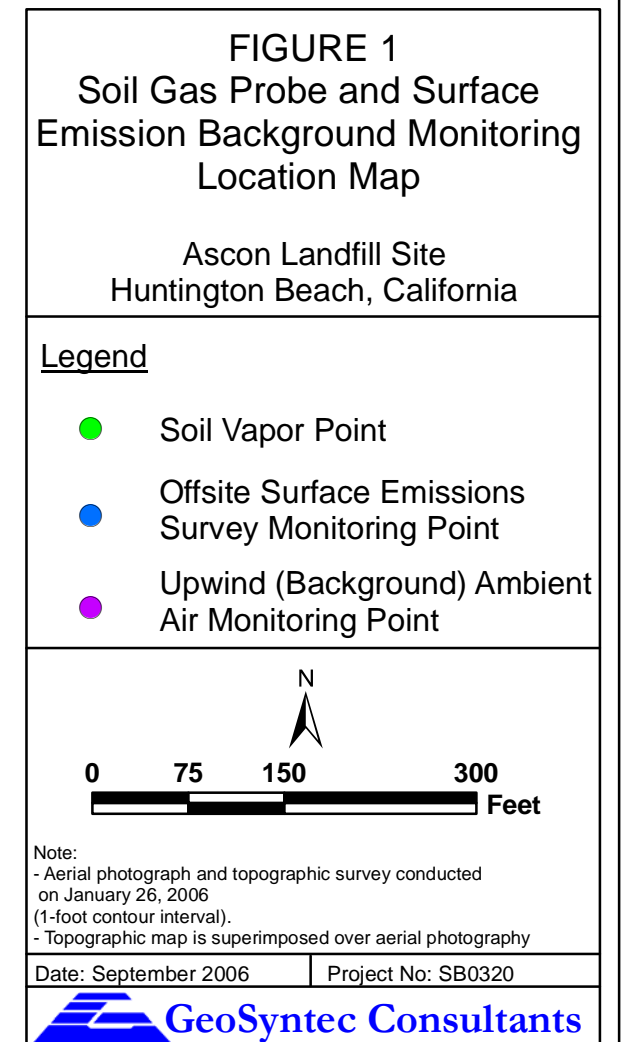 FIGURE 1
Soil Gas Probe and Surface
Emission Background Monitoring
Location Map
Ascon Landfill Site
Huntington Beach, California
Legend
Soil Vapor Point
Offsite Surface Emissions
Survey Monitoring Point
Upwind (Background) Ambient
Air Monitoring Point
N
0 75 150 300
Feet
Note:
- Aerial photograph and topographic survey conducted
on January 26, 2006
(1-foot contour interval).
- Topographic map is superimposed over aerial photography
Date: September 2006 Project No: SB0320
GeoSyntec Consultants